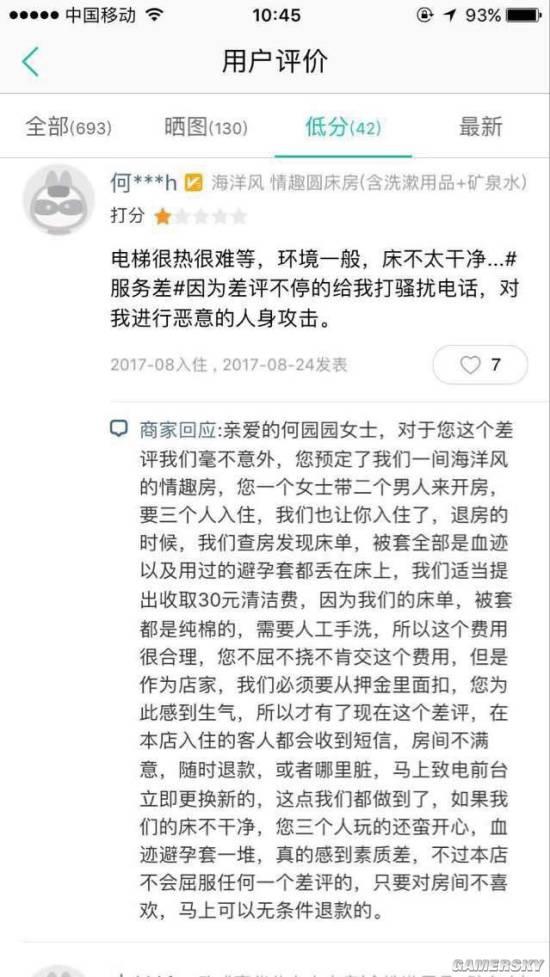 中国移动 10:45 93%
用户评价
全部(693) 晒图(130) 低分(42) 最新
何***h 海洋风 情趣圆床房(含洗漱用品+矿泉水)
打分
电梯很热很难等，环境一般，床不太干净...#
服务差#因为差评不停的给我打骚扰电话，对
我进行恶意的人身攻击。
2017-08入住 , 2017-08-24发表 7
商家回应:亲爱的何园园女士，对于您这个差
评我们毫不意外，您预定了我们一间海洋风
的情趣房，您一个女士带二个男人来开房，
要三个人入住，我们也让你入住了，退房的
时候，我们查房发现床单，被套全部是血迹
以及用过的避孕套都丢在床上，我们适当提
出收取30元清洁费，因为我们的床单，被套
都是纯棉的，需要人工手洗，所以这个费用
很合理，您不屈不挠不肯交这个费用，但是
作为店家，我们必须要从押金里面扣，您为
此感到生气，所以才有了现在这个差评，在
本店入住的客人都会收到短信，房间不满
意，随时退款，或者哪里脏，马上致电前台
立即更换新的，这点我们都做到了，如果我
们的床不干净，您三个人玩的还蛮开心，血
迹避孕套一堆，真的感到素质差，不过本店
不会屈服任何一个差评的，只要对房间不喜
欢，马上可以无条件退款的。
GAMERSKY